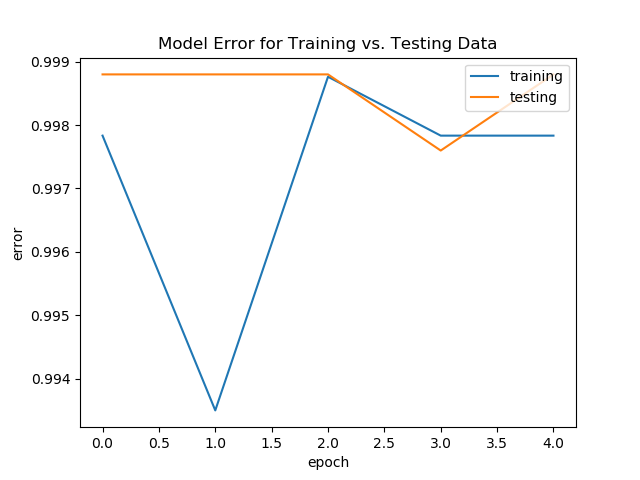 Model Error for Training vs. Testing Data
training
testing
0.999
0.998
0.997
0.996
0.995
0.994
error
0.0 0.5 1.0 1.5 2.0 2.5 3.0 3.5 4.0
epoch